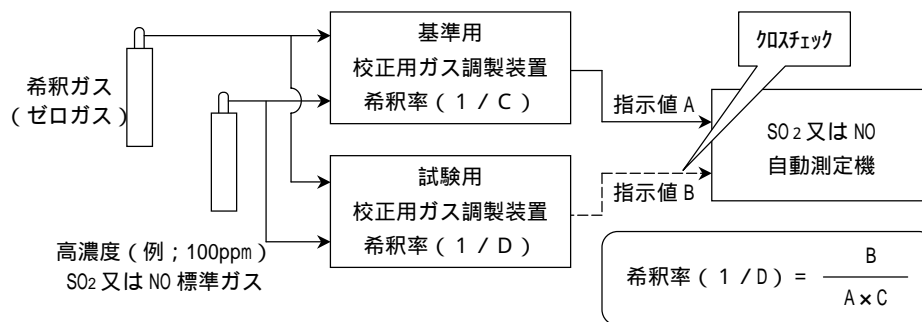 希釈ガス
(ゼロガス)
高濃度(例;100ppm)
SO2又はNO標準ガス
基準用
校正用ガス調製装置
希釈率(1/C)
試験用
校正用ガス調製装置
希釈率(1/D)
指示値A
指示値B
クロスチェック
SO2又はNO
自動測定機
希釈率(1/D)= B
A×C